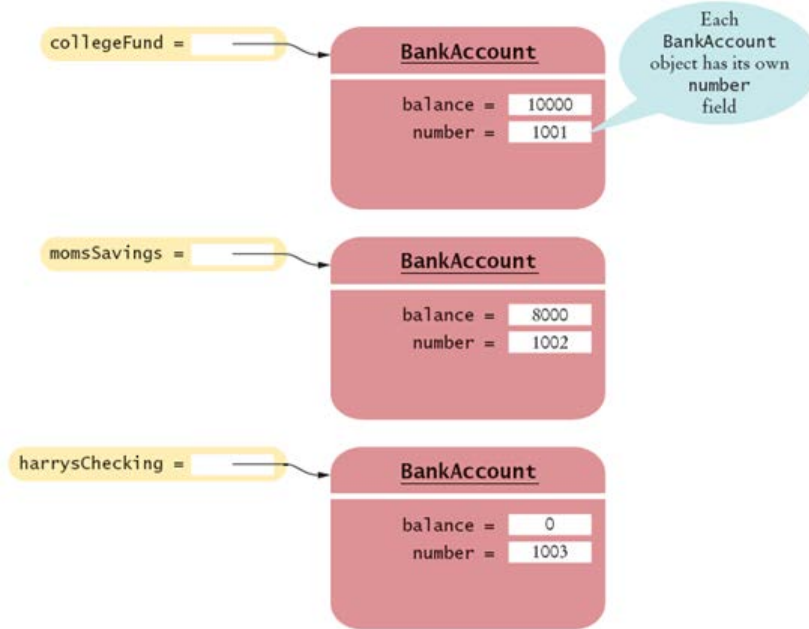 collegeFund =
BankAccount
balance = 10000
number = 1001
Each
BankAccount
object has its own
number
field
momsSavings =
BankAccount
balance = 8000
number = 1002
harrysChecking =
BankAccount
balance = 0
number = 1003